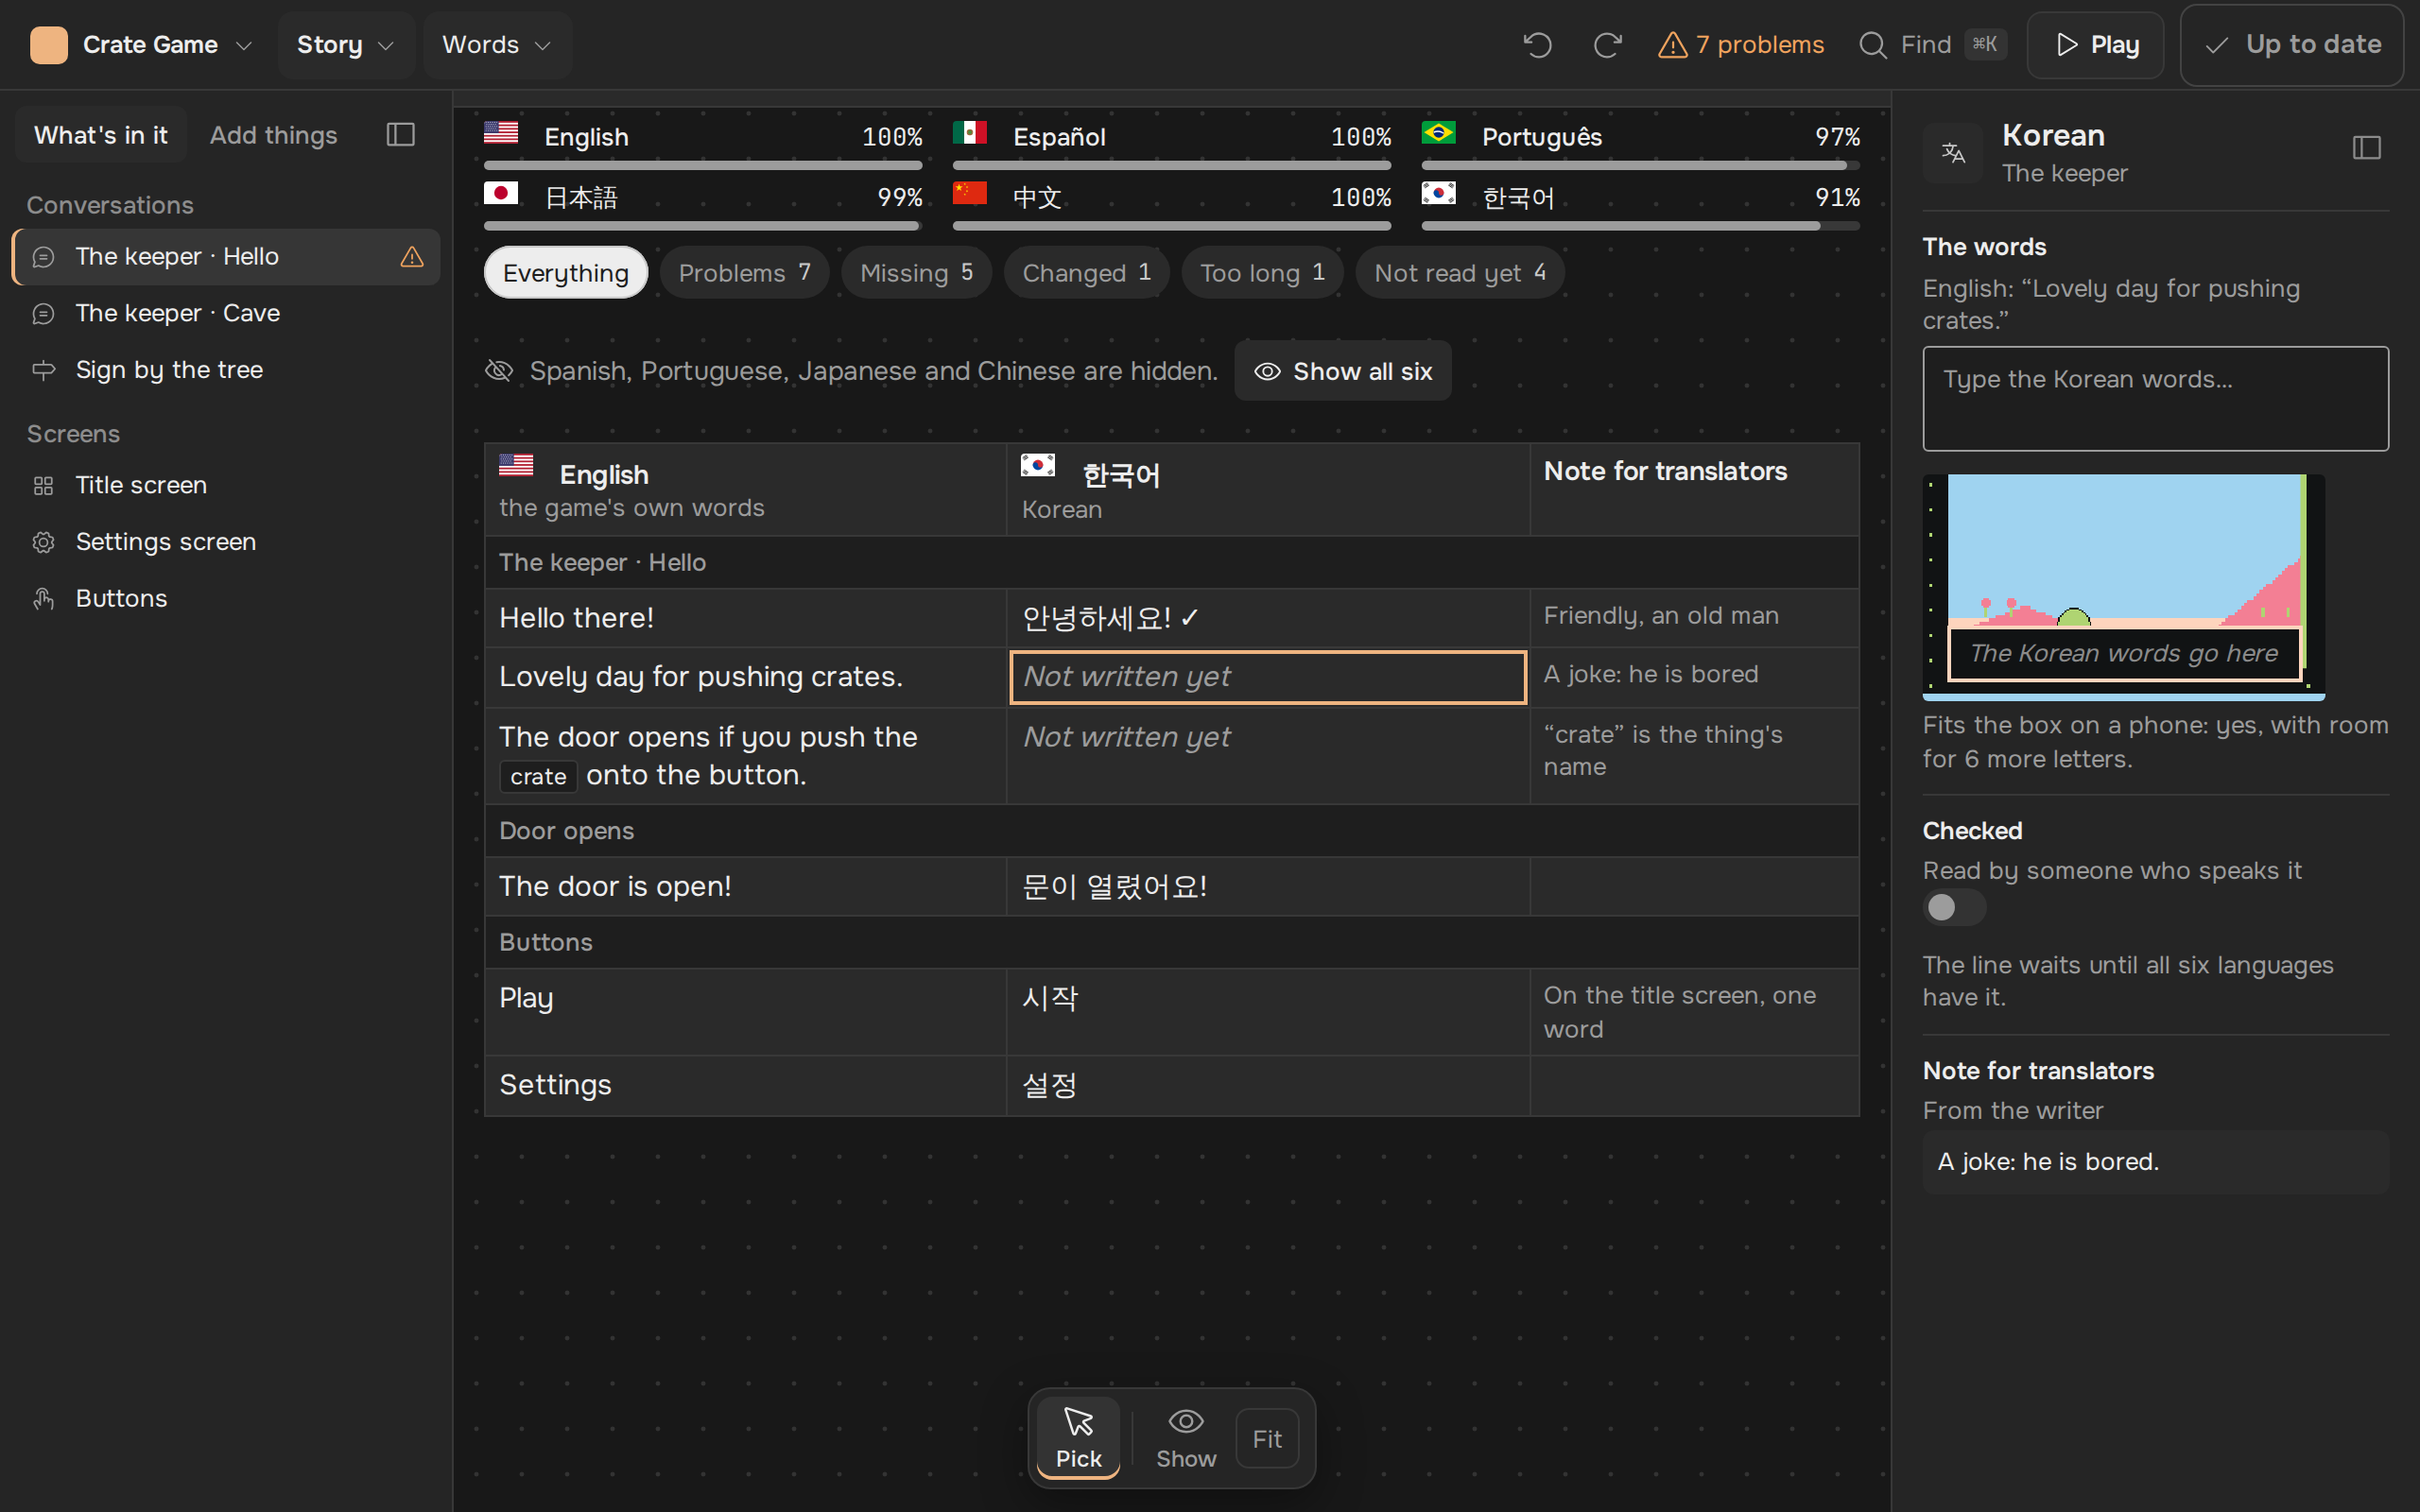 Crate Game
Story
Words
7 problems
Find ⌘K
Play
Up to date
What's in it
Add things
Conversations
The keeper · Hello
The keeper · Cave
Sign by the tree
Screens
Title screen
Settings screen
Buttons
English 100%
Español 100%
Português 97%
日本語 99%
中文 100%
한국어 91%
Everything
Problems 7
Missing 5
Changed 1
Too long 1
Not read yet 4
Spanish, Portuguese, Japanese and Chinese are hidden.
Show all six
English
the game's own words
한국어
Korean
Note for translators
The keeper · Hello
Hello there!
안녕하세요! ✓
Friendly, an old man
Lovely day for pushing crates.
Not written yet
A joke: he is bored
The door opens if you push the
crate onto the button.
Not written yet
“crate” is the thing's
name
Door opens
The door is open!
문이 열렸어요!
Buttons
Play
시작
On the title screen, one
word
Settings
설정
Pick
Show
Fit
Korean
The keeper
The words
English: “Lovely day for pushing
crates.”
Type the Korean words...
The Korean words go here
Fits the box on a phone: yes, with room
for 6 more letters.
Checked
Read by someone who speaks it
The line waits until all six languages
have it.
Note for translators
From the writer
A joke: he is bored.